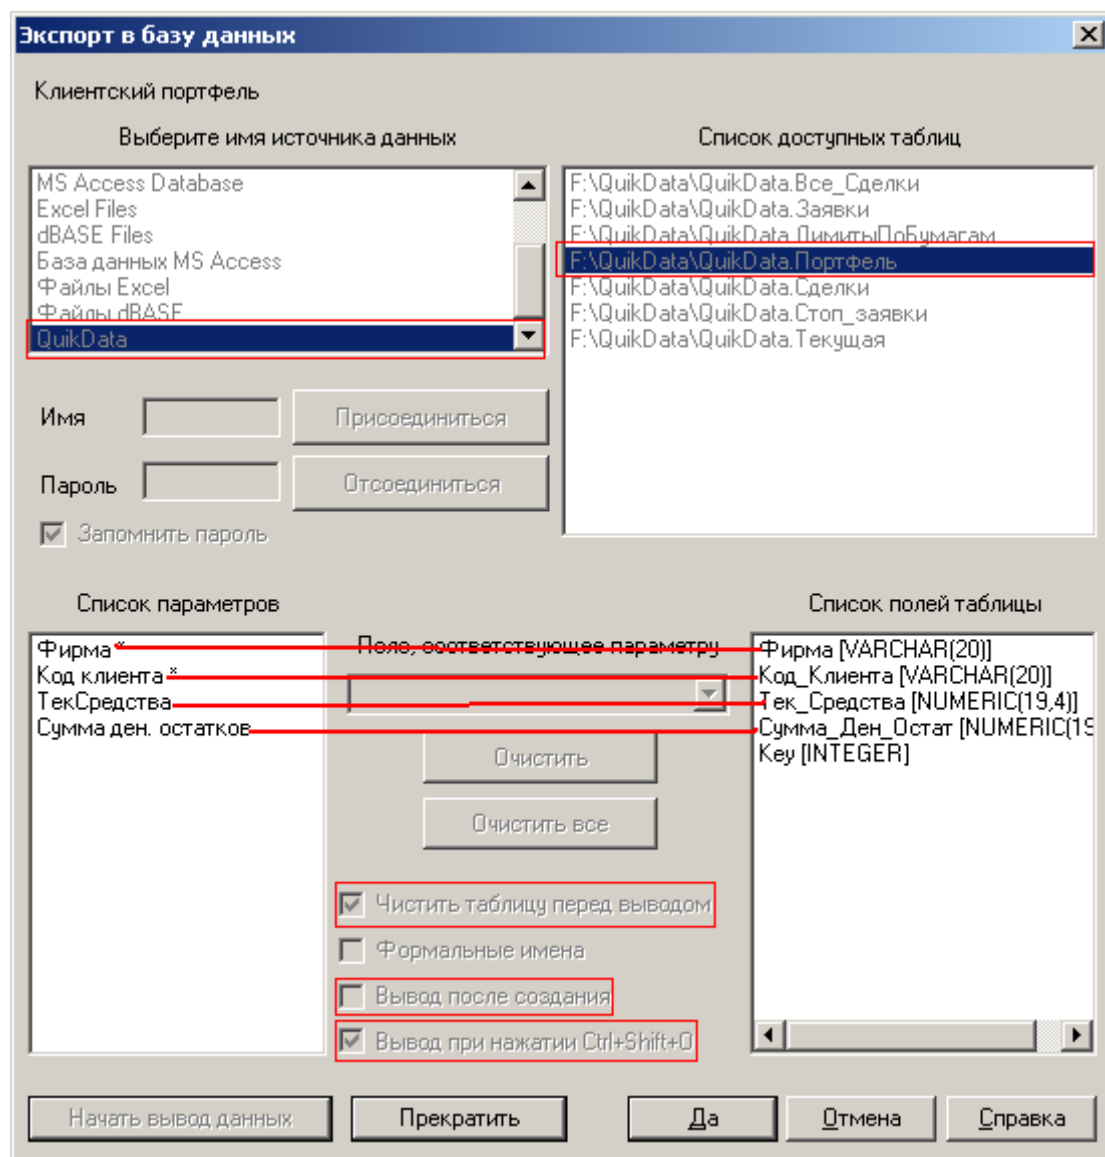 Экспорт в базу данных
Клиентский портфель
Выберите имя источника данных
Список доступных таблиц
MS Access Database
Excel Files
dBASE Files
База данных MS Access
Файлы Excel
Файлы dBASE
QuikData
F:\QuikData\QuikData.Все_Сделки
F:\QuikData\QuikData.Заявки
F:\QuikData\QuikData.ЛимитыПоБумагам
F:\QuikData\QuikData.Портфель
F:\QuikData\QuikData.Сделки
F:\QuikData\QuikData.Стоп_заявки
F:\QuikData\QuikData.Текущая
Имя
Присоединиться
Пароль
Отсоединиться
Запомнить пароль
Список параметров
Список полей таблицы
Фирма *
Код клиента *
ТекСредства
Сумма ден. остатков
Поле, соответствующее параметру
Очистить
Очистить все
Чистить таблицу перед выводом
Формальные имена
Вывод после создания
Вывод при нажатии Ctrl+Shift+O
Фирма [VARCHAR(20)]
Код_Клиента [VARCHAR(20)]
Тек_Средства [NUMERIC(19,4)]
Сумма_Ден_Остат [NUMERIC(19
Key [INTEGER]
Начать вывод данных
Прекратить
Да
Отмена
Справка